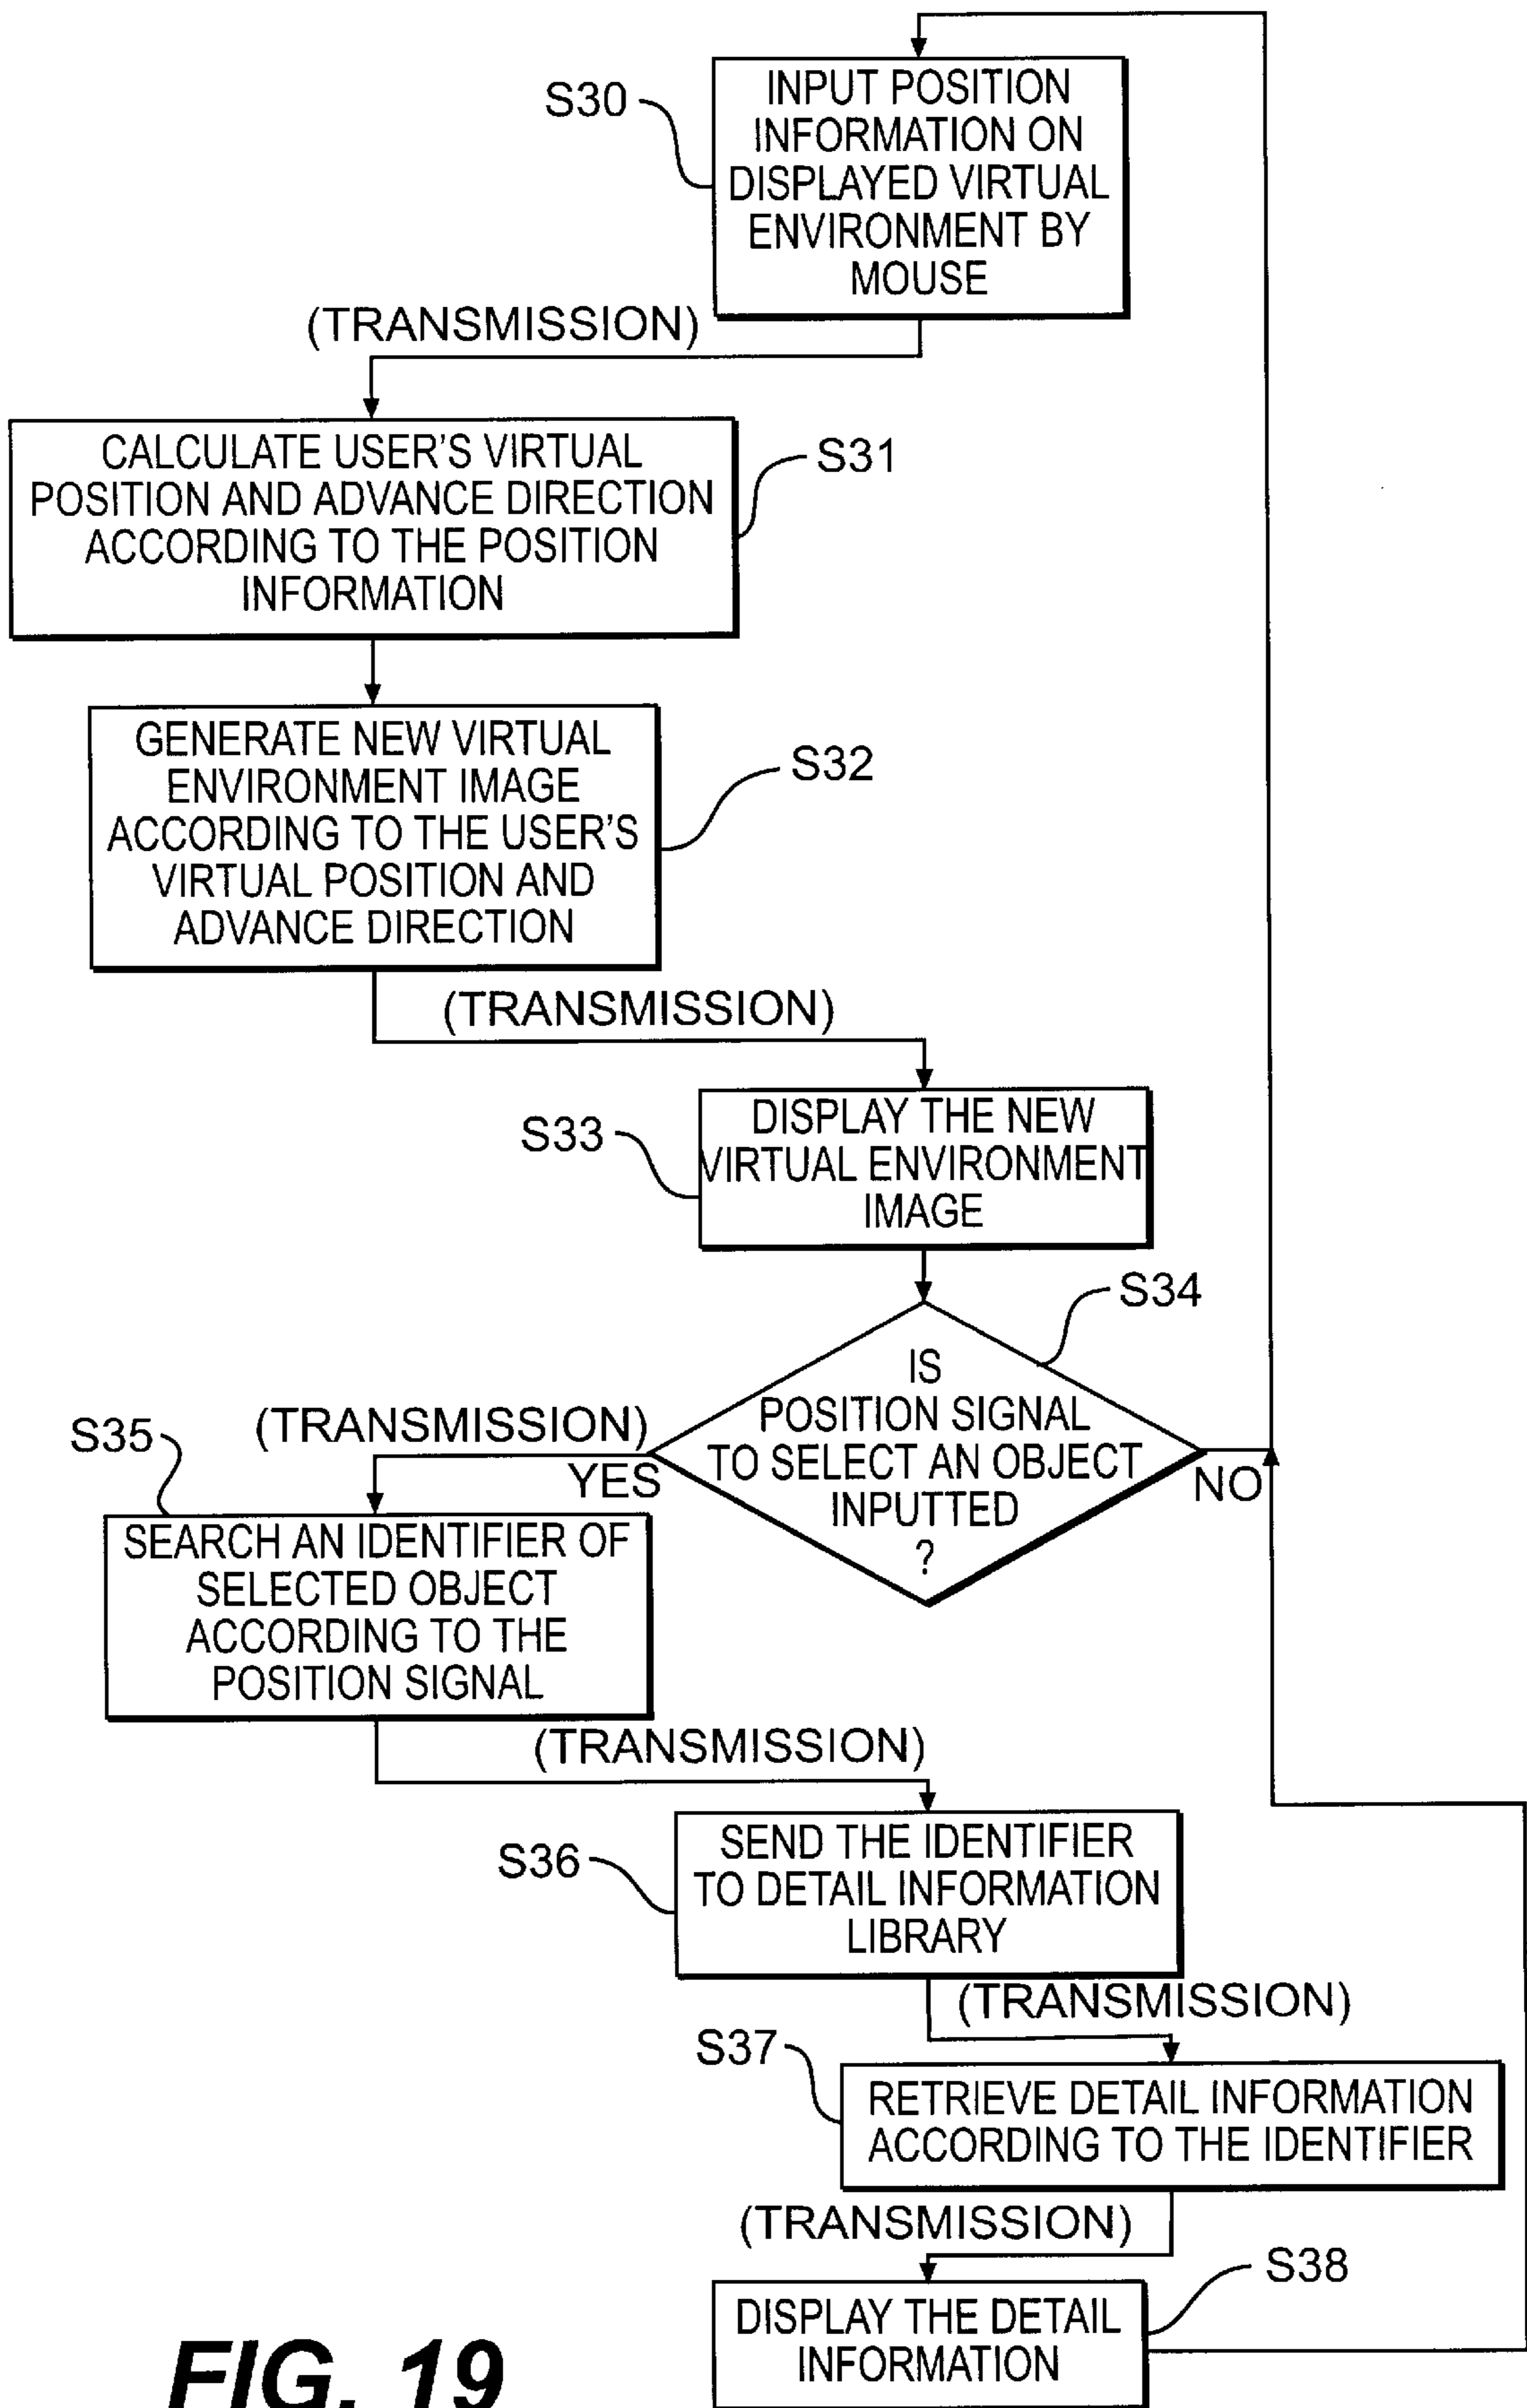 S30
INPUT POSITION
INFORMATION ON
DISPLAYED VIRTUAL
ENVIRONMENT BY
MOUSE
(TRANSMISSION)
CALCULATE USER'S VIRTUAL
POSITION AND ADVANCE DIRECTION
ACCORDING TO THE POSITION
INFORMATION
S31
GENERATE NEW VIRTUAL
ENVIRONMENT IMAGE
ACCORDING TO THE USER'S
VIRTUAL POSITION AND
ADVANCE DIRECTION
S32
(TRANSMISSION)
S33
DISPLAY THE NEW
VIRTUAL ENVIRONMENT
IMAGE
S34
IS
POSITION SIGNAL
TO SELECT AN OBJECT
INPUTTED
?
NO
(TRANSMISSION)
YES
S35
SEARCH AN IDENTIFIER OF
SELECTED OBJECT
ACCORDING TO THE
POSITION SIGNAL
(TRANSMISSION)
S36
SEND THE IDENTIFIER
TO DETAIL INFORMATION
LIBRARY
(TRANSMISSION)
S37
RETRIEVE DETAIL INFORMATION
ACCORDING TO THE IDENTIFIER
(TRANSMISSION)
S38
DISPLAY THE DETAIL
INFORMATION
FIG. 19